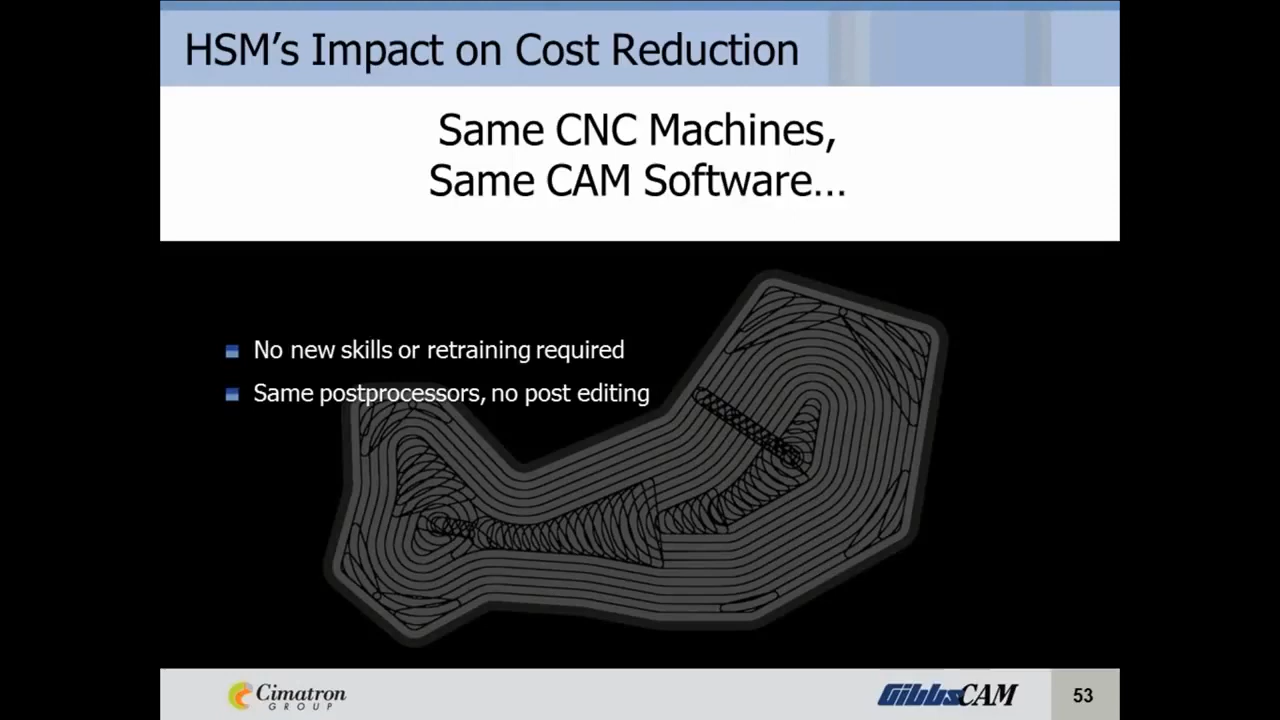 HSM’s Impact on Cost Reduction
Same CNC Machines,
Same CAM Software...
No new skills or retraining required
Same postprocessors, no post editing
Cimatron
GROUP
GibbsCAM
53